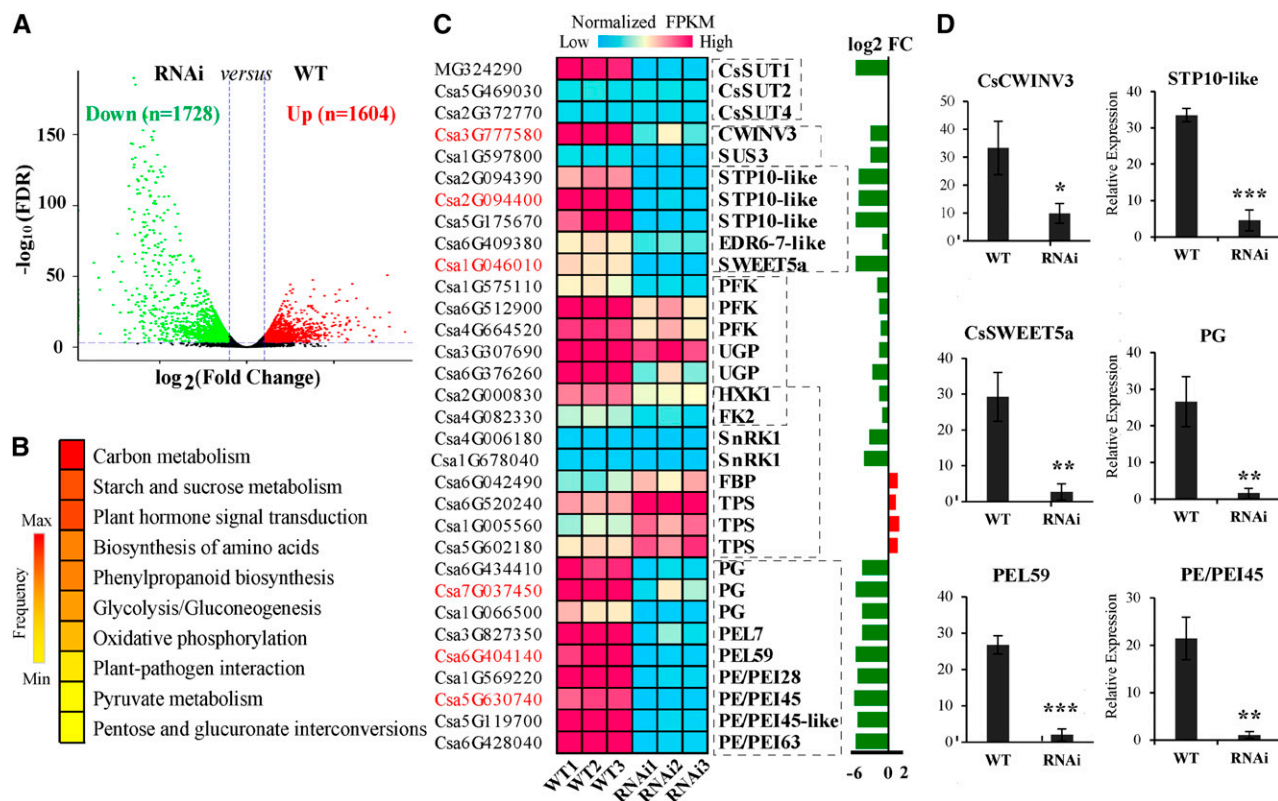 A
RNAi versus WT
Down (n=1728)
Up (n=1604)
-log10 (FDR)
150
100
50
0
log2(Fold Change)
B
Max
Frequency
Min
Carbon metabolism
Starch and sucrose metabolism
Plant hormone signal transduction
Biosynthesis of amino acids
Phenylpropanoid biosynthesis
Glycolysis/Gluconeogenesis
Oxidative phosphorylation
Plant-pathogen interaction
Pyruvate metabolism
Pentose and glucuronate interconversions
C
Normalized FPKM
Low High
log2 FC
MG324290 CsSUT1
Csa5G469030 CsSUT2
Csa2G372770 CsSUT4
Csa3G777580 CWINV3
Csa1G597800 SUS3
Csa2G094390 STP10-like
Csa2G094400 STP10-like
Csa5G175670 STP10-like
Csa6G409380 EDR6-7-like
Csa1G046010 SWEET5a
Csa1G575110 PFK
Csa6G512900 PFK
Csa4G664520 PFK
Csa3G307690 UGP
Csa6G376260 UGP
Csa2G000830 HXK1
Csa4G082330 FK2
Csa4G006180 SnRK1
Csa1G678040 SnRK1
Csa6G042490 FBP
Csa6G520240 TPS
Csa1G005560 TPS
Csa5G602180 TPS
Csa6G434410 PG
Csa7G037450 PG
Csa1G066500 PG
Csa3G827350 PEL7
Csa6G404140 PEL59
Csa1G569220 PE/PEI28
Csa5G630740 PE/PEI45
Csa5G119700 PE/PEI45-like
Csa6G428040 PE/PEI63
WT1 WT2 WT3 RNAi1 RNAi2 RNAi3
-6 0 2
D
CsCWINV3
50
40
30
20
10
0
*
WT RNAi
STP10-like
Relative Expression
40
30
20
10
0
***
WT RNAi
CsSWEET5a
40
30
20
10
0
**
WT RNAi
PG
Relative Expression
40
30
20
10
0
**
WT RNAi
PEL59
40
30
20
10
0
***
WT RNAi
PE/PEI45
Relative Expression
30
20
10
0
**
WT RNAi